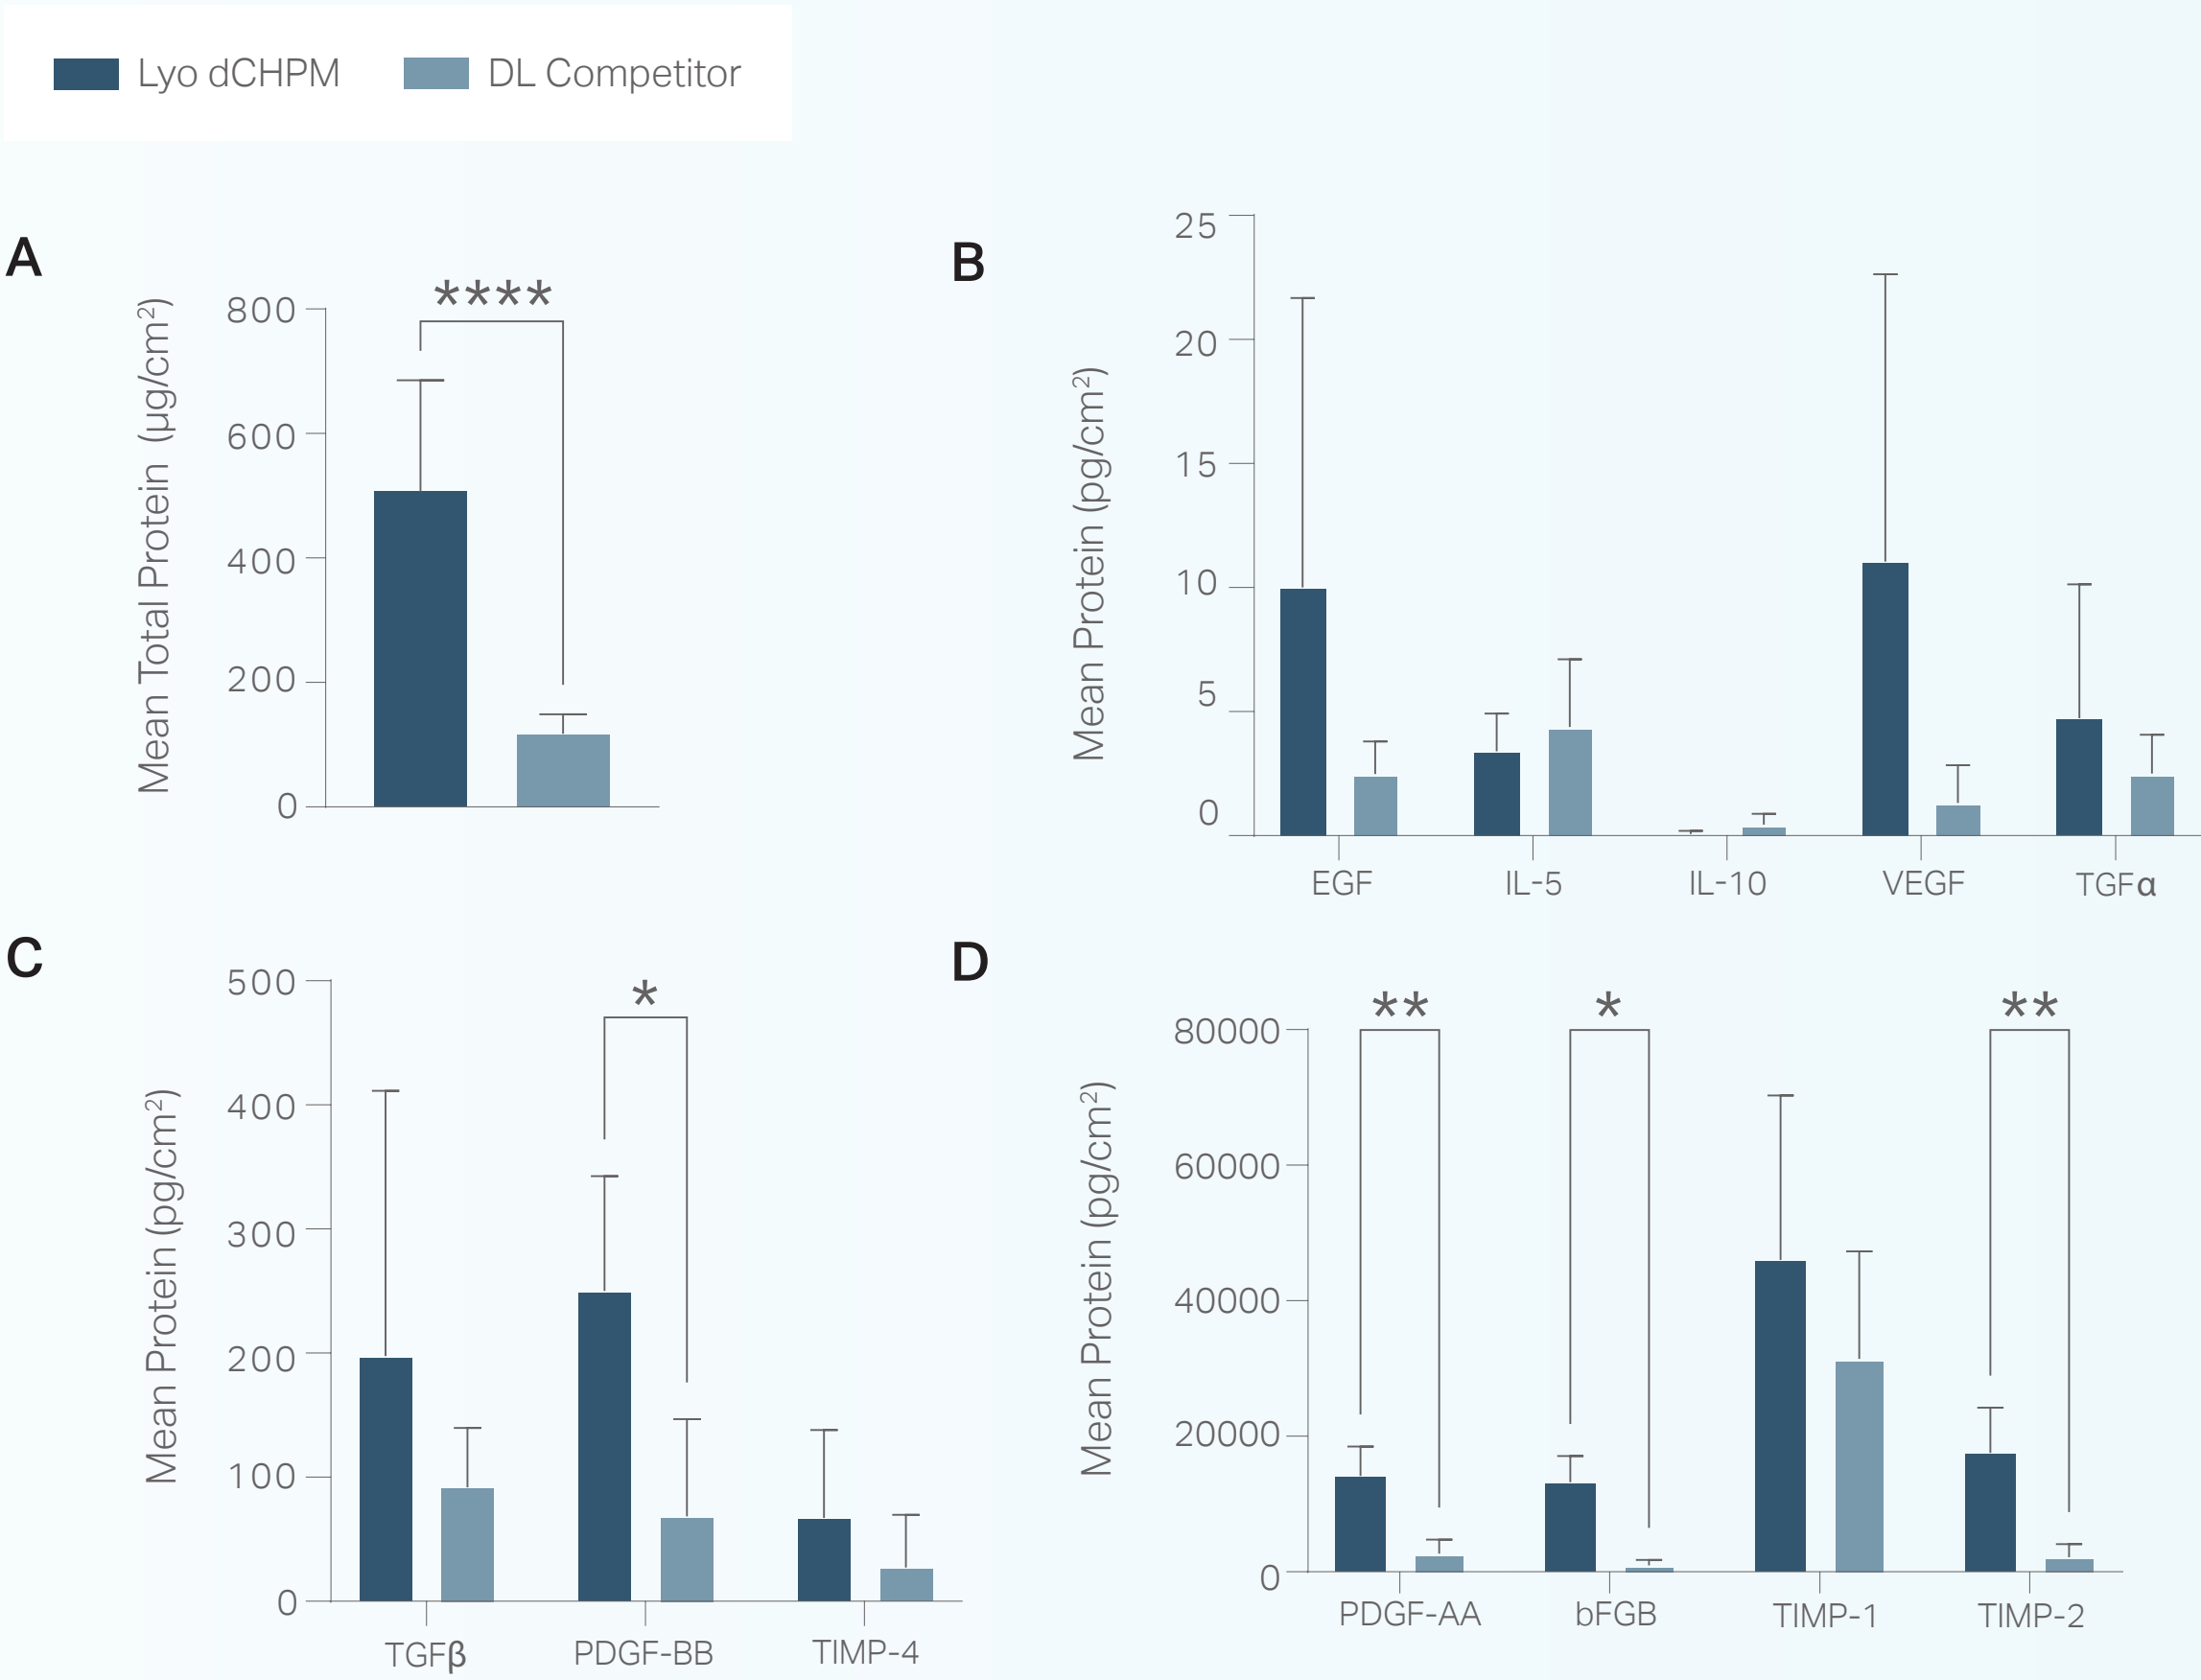 Lyo dCHPM
DL Competitor
A
Mean Total Protein (µg/cm²)
800
600
400
200
0
****
B
Mean Protein (pg/cm²)
25
20
15
10
5
0
EGF
IL-5
IL-10
VEGF
TGFα
C
Mean Protein (pg/cm²)
500
400
300
200
100
0
*
TGFβ
PDGF-BB
TIMP-4
D
Mean Protein (pg/cm²)
80000
60000
40000
20000
0
**
*
**
PDGF-AA
bFGB
TIMP-1
TIMP-2